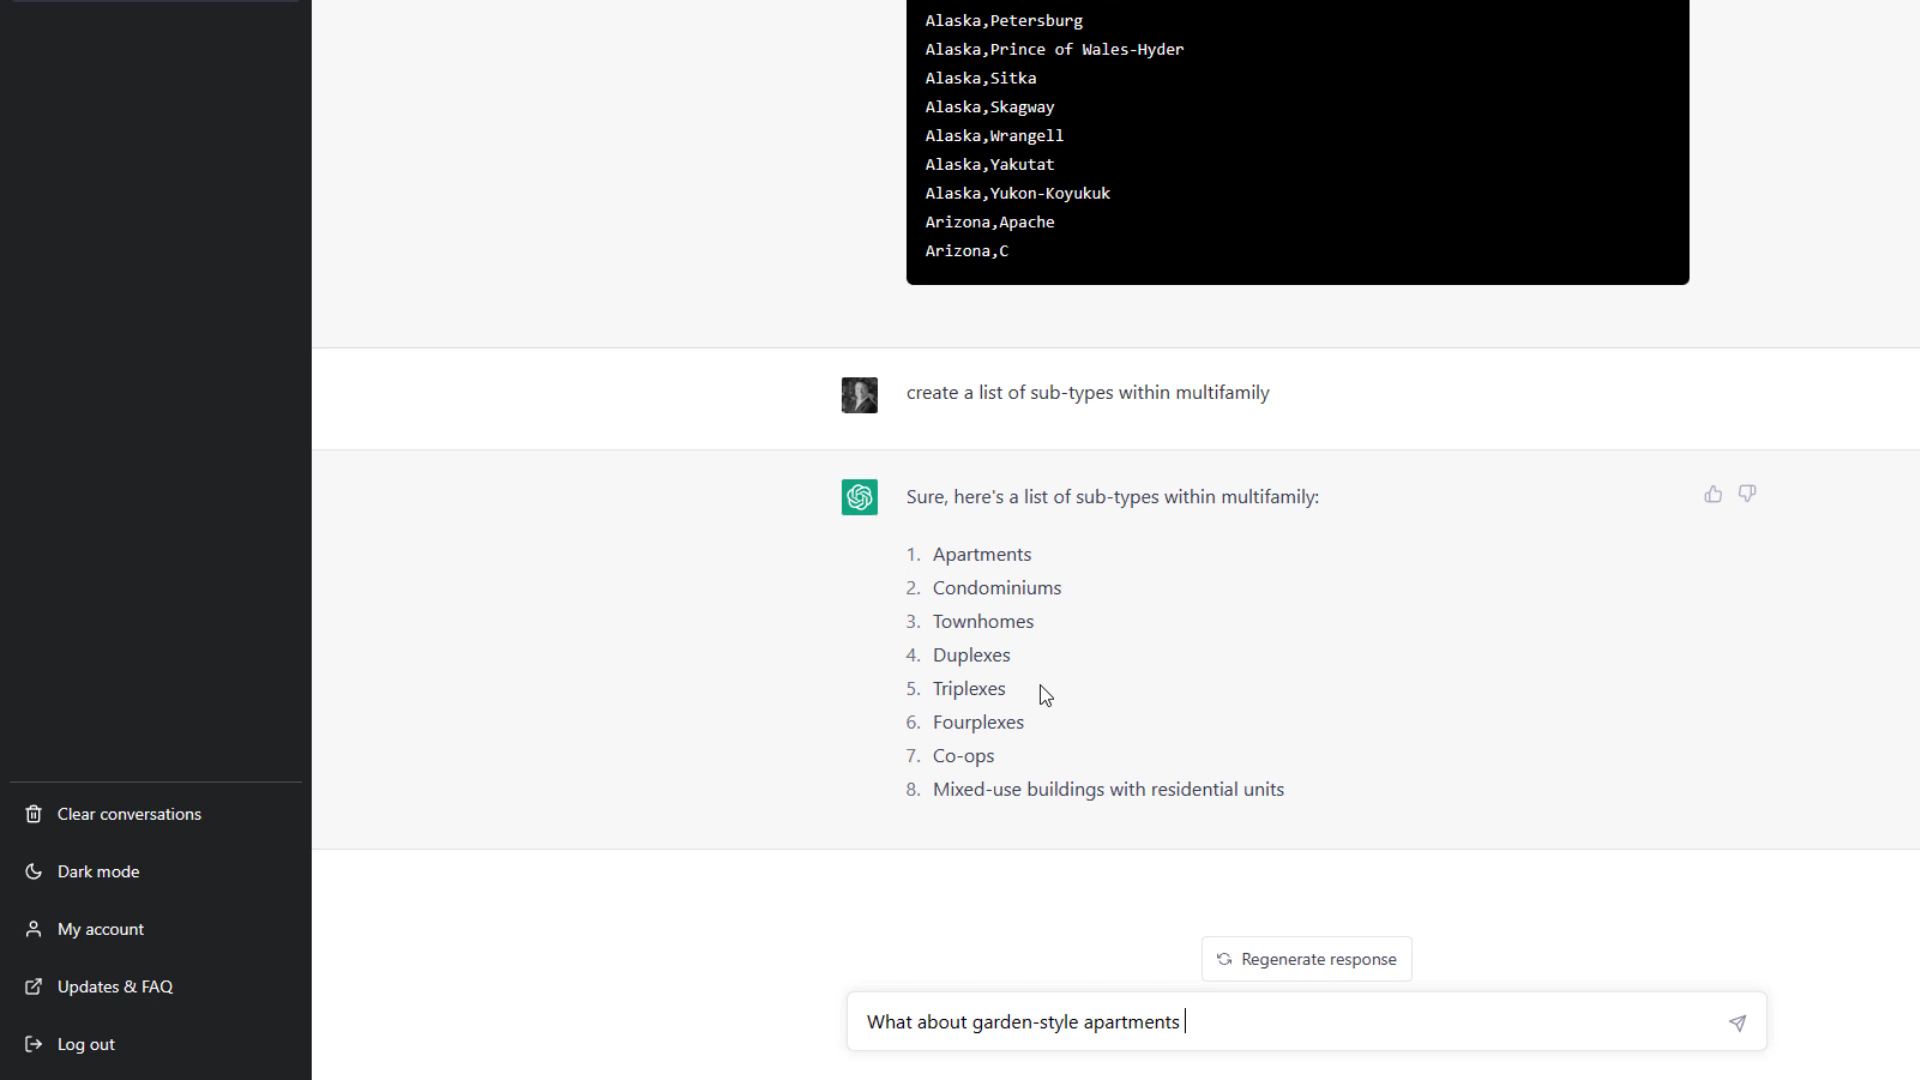 Alaska,Petersburg
Alaska,Prince of Wales-Hyder
Alaska,Sitka
Alaska,Skagway
Alaska,Wrangell
Alaska,Yakutat
Alaska,Yukon-Koyukuk
Arizona,Apache
Arizona,C
create a list of sub-types within multifamily
Sure, here's a list of sub-types within multifamily:
1. Apartments
2. Condominiums
3. Townhomes
4. Duplexes
5. Triplexes
6. Fourplexes
7. Co-ops
8. Mixed-use buildings with residential units
Clear conversations
Dark mode
My account
Updates & FAQ
Log out
Regenerate response
What about garden-style apartments